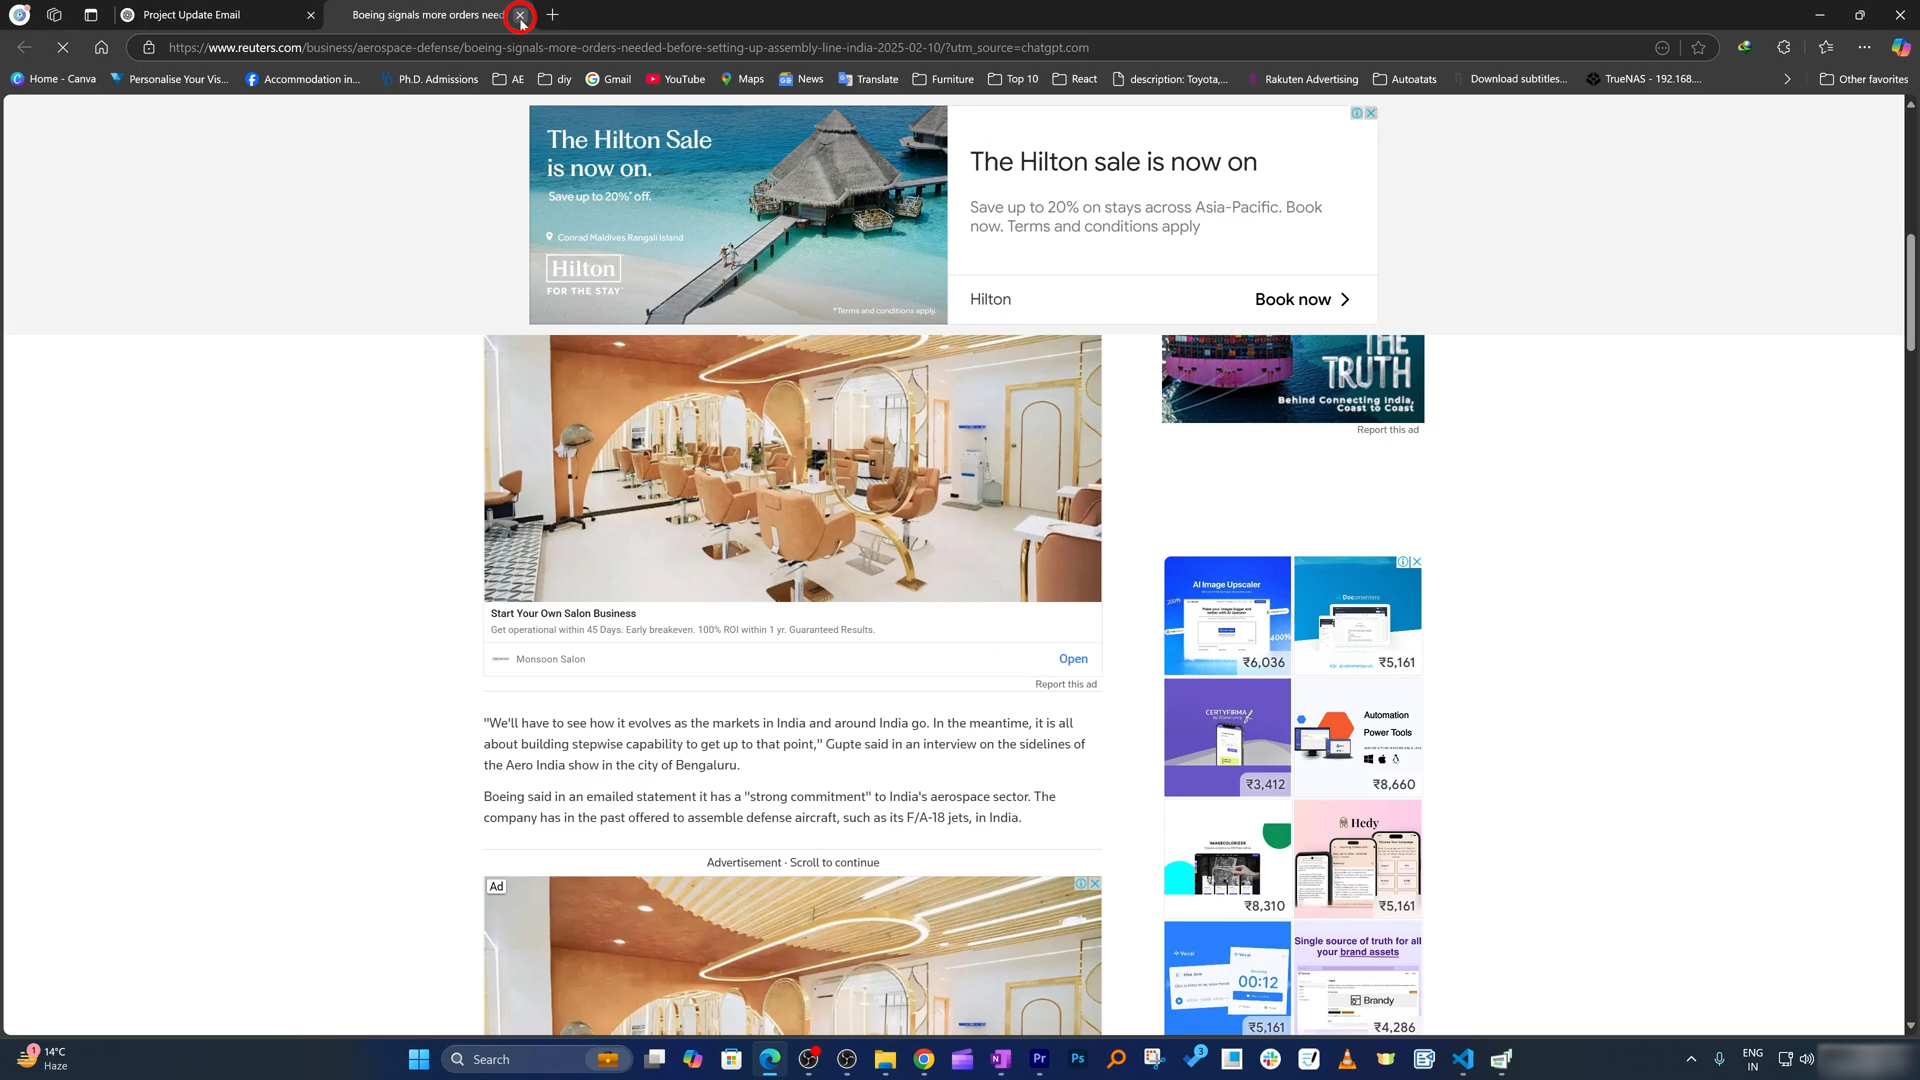 Project Update Email
Boeing signals more orders need
https://www.reuters.com/business/aerospace-defense/boeing-signals-more-orders-needed-before-setting-up-assembly-line-india-2025-02-10/?utm_source=chatgpt.com
Home - Canva
Personalise Your Vis...
Accommodation in...
Ph.D. Admissions
AE
diy
Gmail
YouTube
Maps
News
Translate
Furniture
Top 10
React
description: Toyota,...
Rakuten Advertising
Autoatats
Download subtitles...
TrueNAS - 192.168....
Other favorites
The Hilton Sale
is now on.
Save up to 20%* off.
Conrad Maldives Rangali Island
Hilton
FOR THE STAY
*Terms and conditions apply.
The Hilton sale is now on
Save up to 20% on stays across Asia-Pacific. Book
now. Terms and conditions apply
Hilton
Book now
THE
TRUTH
Behind Connecting India,
Coast to Coast
Report this ad
Start Your Own Salon Business
Get operational within 45 Days. Early breakeven. 100% ROI within 1 yr. Guaranteed Results.
Monsoon Salon
Open
Report this ad
"We'll have to see how it evolves as the markets in India and around India go. In the meantime, it is all
about building stepwise capability to get up to that point," Gupte said in an interview on the sidelines of
the Aero India show in the city of Bengaluru.
Boeing said in an emailed statement it has a "strong commitment" to India's aerospace sector. The
company has in the past offered to assemble defense aircraft, such as its F/A-18 jets, in India.
Advertisement · Scroll to continue
Ad
AI Image Upscaler
₹6,036
Documentero
₹5,161
CERTYFIRMA
₹3,412
Automation
Power Tools
₹8,660
IMAGECOLORIZER
₹8,310
Hedy
₹5,161
Vocal
00:12
₹5,161
Single source of truth for all
your brand assets
Brandy
₹4,286
1
14°C
Haze
Search
Pr
Ps
3
ENG
IN